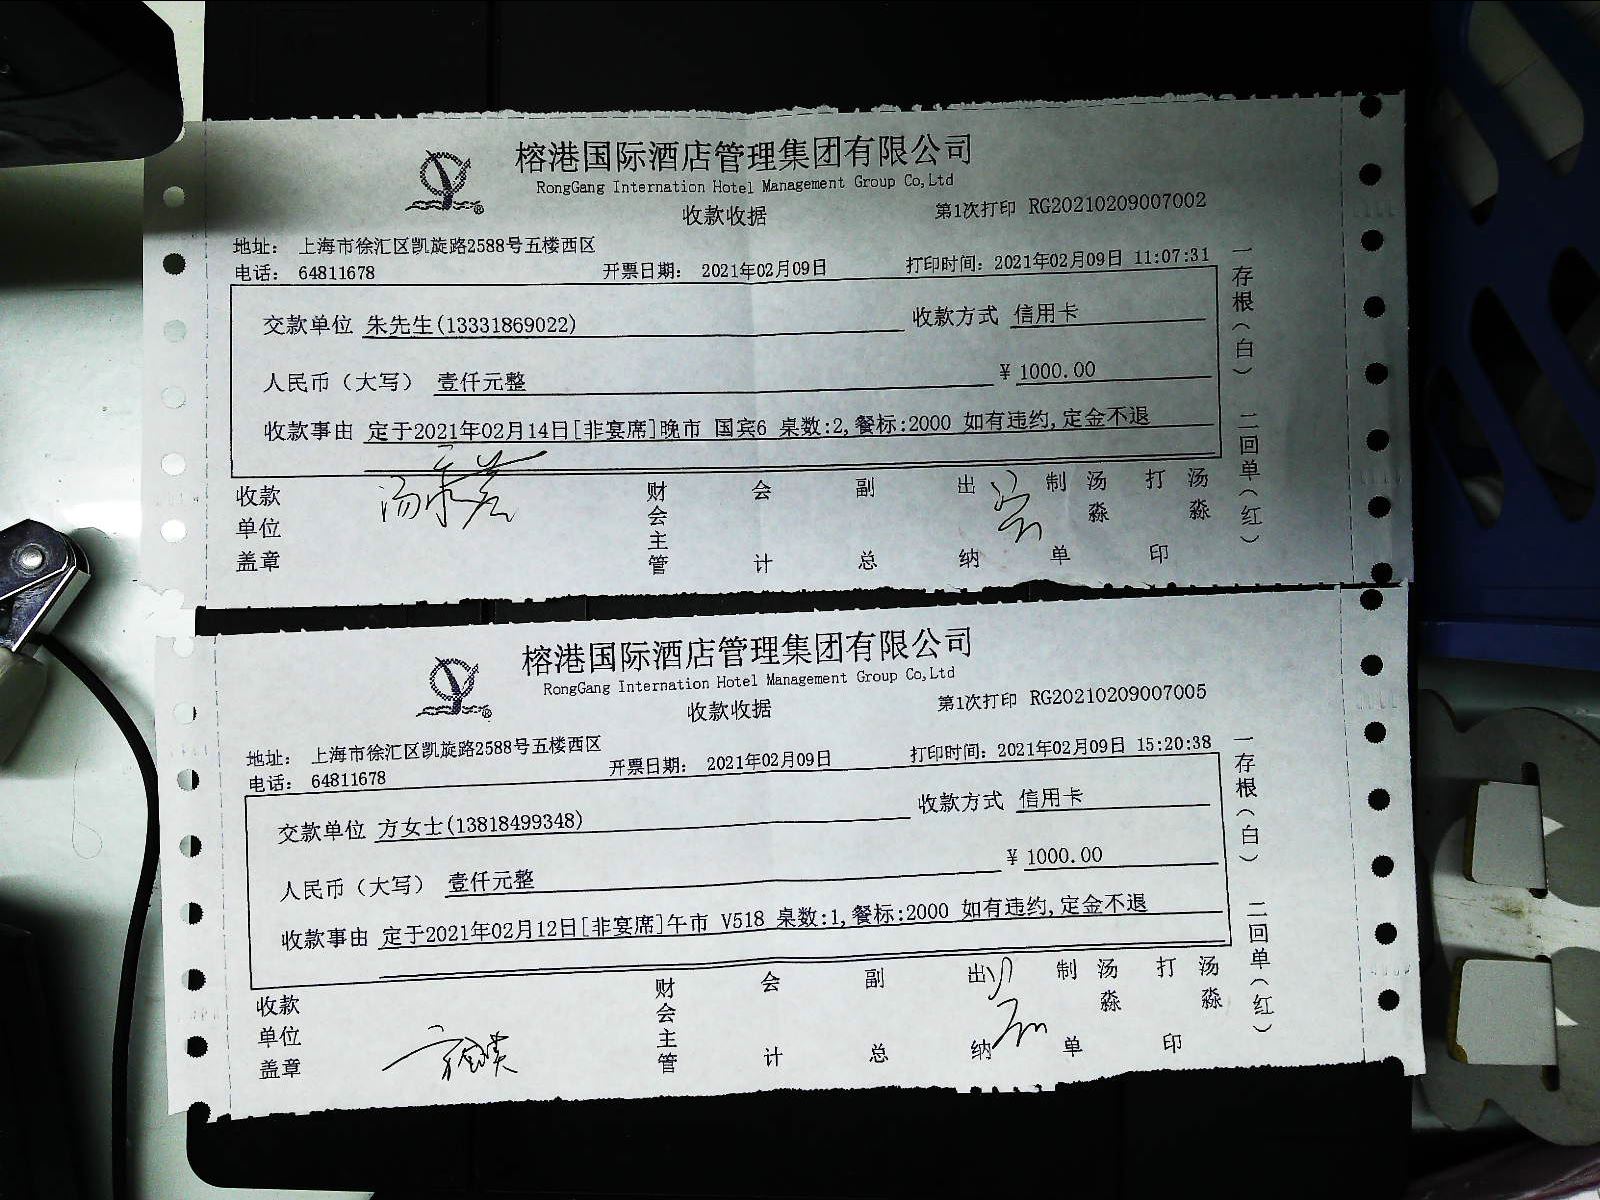 榕港国际酒店管理集团有限公司
RongGang Internation Hotel Management Group Co,Ltd
收款收据
第1次打印 RG20210209007002
地址： 上海市徐汇区凯旋路2588号五楼西区
电话： 64811678 开票日期： 2021年02月09日 打印时间：2021年02月09日 11:07:31
交款单位 朱先生(13331869022) 收款方式 信用卡
人民币（大写） 壹仟元整 ¥ 1000.00
收款事由 定于2021年02月14日[非宴席]晚市 国宾6 桌数:2,餐标:2000 如有违约,定金不退
收款单位盖章 财会主管 会计 副总 出纳 制单 汤淼 打印 汤淼
一存根（白） 二回单（红）
榕港国际酒店管理集团有限公司
RongGang Internation Hotel Management Group Co,Ltd
收款收据
第1次打印 RG20210209007005
地址： 上海市徐汇区凯旋路2588号五楼西区
电话： 64811678 开票日期： 2021年02月09日 打印时间：2021年02月09日 15:20:38
交款单位 方女士(13818499348) 收款方式 信用卡
人民币（大写） 壹仟元整 ¥ 1000.00
收款事由 定于2021年02月12日[非宴席]午市 V518 桌数:1,餐标:2000 如有违约,定金不退
收款单位盖章 财会主管 会计 副总 出纳 制单 汤淼 打印 汤淼
一存根（白） 二回单（红）